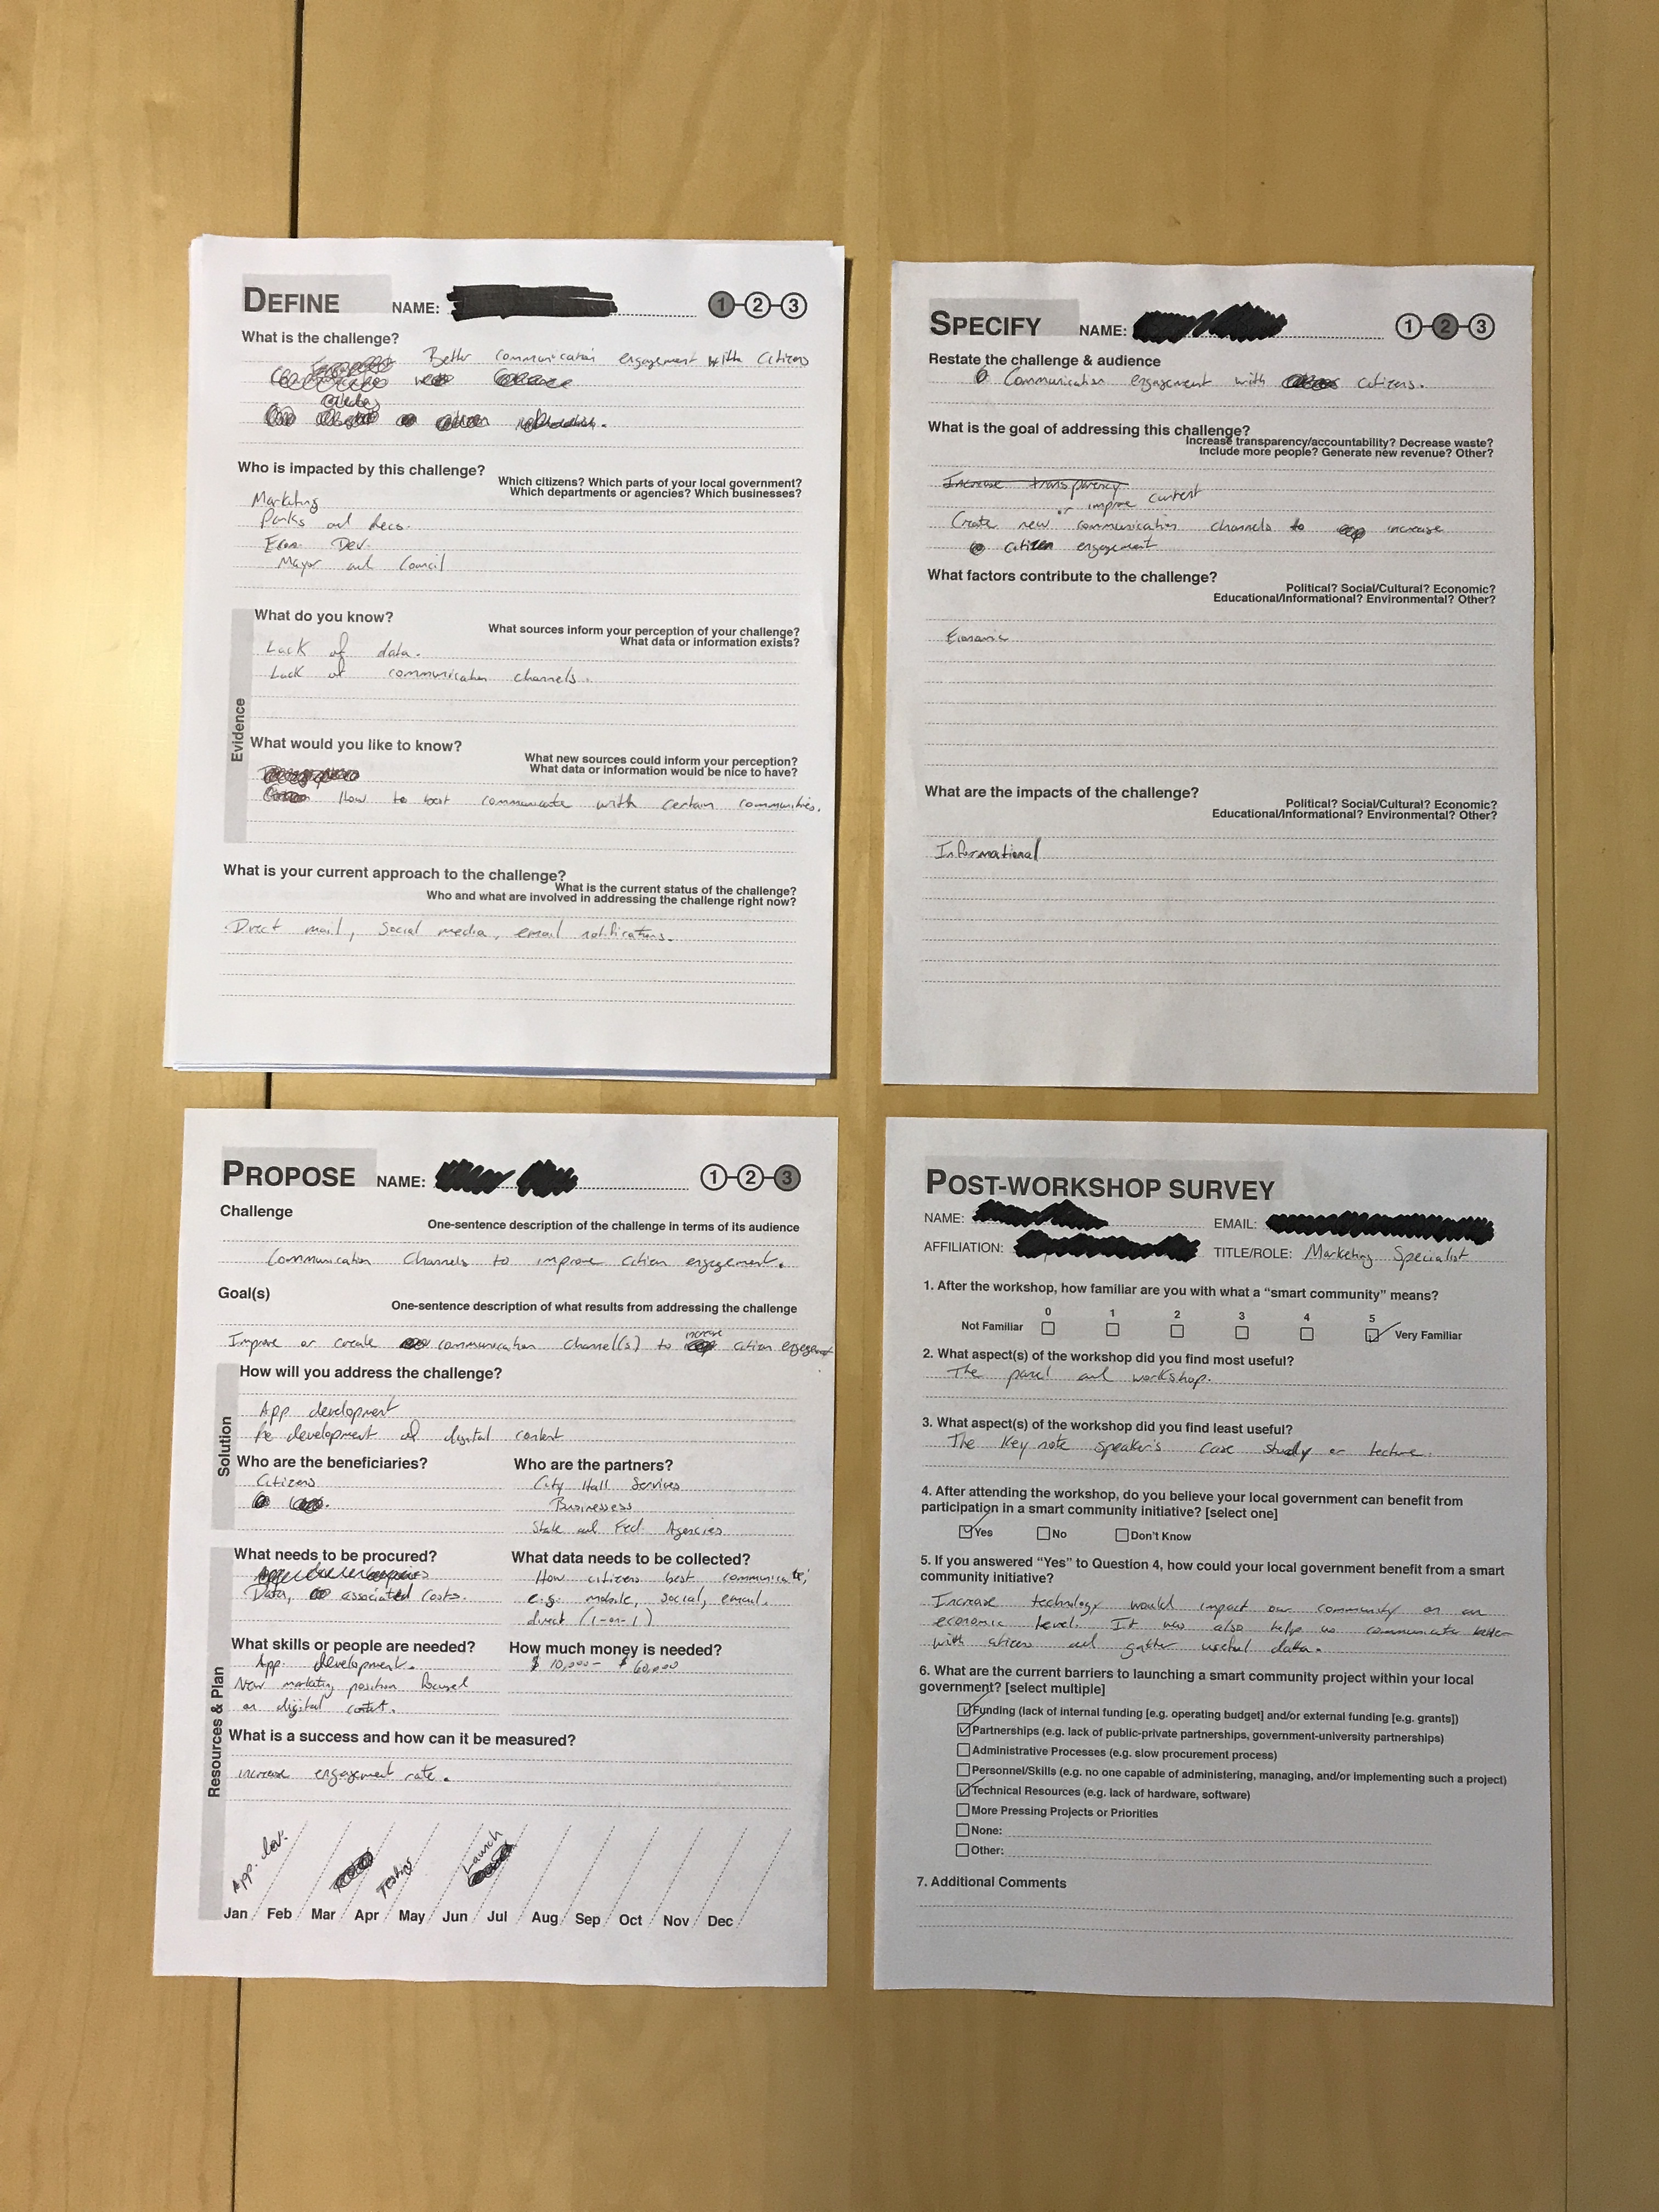 DEFINE NAME: 1 2 3
What is the challenge?
Better communication engagement with citizens
Who is impacted by this challenge?
Which citizens? Which parts of your local government?
Which departments or agencies? Which businesses?
Marketing
Parks and Recs.
Econ. Dev.
Mayor and Council
Evidence
What do you know?
What sources inform your perception of your challenge?
What data or information exists?
Lack of data.
Lack of communication channels.
What would you like to know?
What new sources could inform your perception?
What data or information would be nice to have?
How to best communicate with certain communities.
What is your current approach to the challenge?
What is the current status of the challenge?
Who and what are involved in addressing the challenge right now?
Direct mail, Social media, email notifications.
SPECIFY NAME: 1 2 3
Restate the challenge & audience
Communication engagement with citizens.
What is the goal of addressing this challenge?
Increase transparency/accountability? Decrease waste?
Include more people? Generate new revenue? Other?
Increase transparency
or improve current
Create new communication channels to increase
citizen engagement
What factors contribute to the challenge?
Political? Social/Cultural? Economic?
Educational/Informational? Environmental? Other?
Economic
What are the impacts of the challenge?
Political? Social/Cultural? Economic?
Educational/Informational? Environmental? Other?
Informational
PROPOSE NAME: 1 2 3
Challenge
One-sentence description of the challenge in terms of its audience
Communication Channels to improve citizen engagement.
Goal(s)
One-sentence description of what results from addressing the challenge
increase
Improve or create communication channel(s) to citizen engagement
Solution
How will you address the challenge?
App development
Re development of digital content
Who are the beneficiaries?
Citizens
Who are the partners?
City Hall Services
Businessess
State and Fed. Agencies
Resources & Plan
What needs to be procured?
Data, associated costs.
What data needs to be collected?
How citizens best communicate;
e.g. mobile, social, email,
direct (1-on-1)
What skills or people are needed?
App. development.
New marketing position focused
on digital content.
How much money is needed?
$ 10,000 - $ 60,000
What is a success and how can it be measured?
increase engagement rate.
App. dev.
Testing
Launch
Jan Feb Mar Apr May Jun Jul Aug Sep Oct Nov Dec
POST-WORKSHOP SURVEY
NAME: EMAIL:
AFFILIATION: TITLE/ROLE: Marketing Specialist
1. After the workshop, how familiar are you with what a “smart community” means?
0 1 2 3 4 5
Not Familiar Very Familiar
2. What aspect(s) of the workshop did you find most useful?
The panel and workshop.
3. What aspect(s) of the workshop did you find least useful?
The Key note speaker's case study or lecture.
4. After attending the workshop, do you believe your local government can benefit from
participation in a smart community initiative? [select one]
Yes No Don't Know
5. If you answered “Yes” to Question 4, how could your local government benefit from a smart
community initiative?
Increase technology would impact our community on an
economic level. It also help us communicate better
with citizens and gather useful data.
6. What are the current barriers to launching a smart community project within your local
government? [select multiple]
Funding (lack of internal funding [e.g. operating budget] and/or external funding [e.g. grants])
Partnerships (e.g. lack of public-private partnerships, government-university partnerships)
Administrative Processes (e.g. slow procurement process)
Personnel/Skills (e.g. no one capable of administering, managing, and/or implementing such a project)
Technical Resources (e.g. lack of hardware, software)
More Pressing Projects or Priorities
None:
Other:
7. Additional Comments